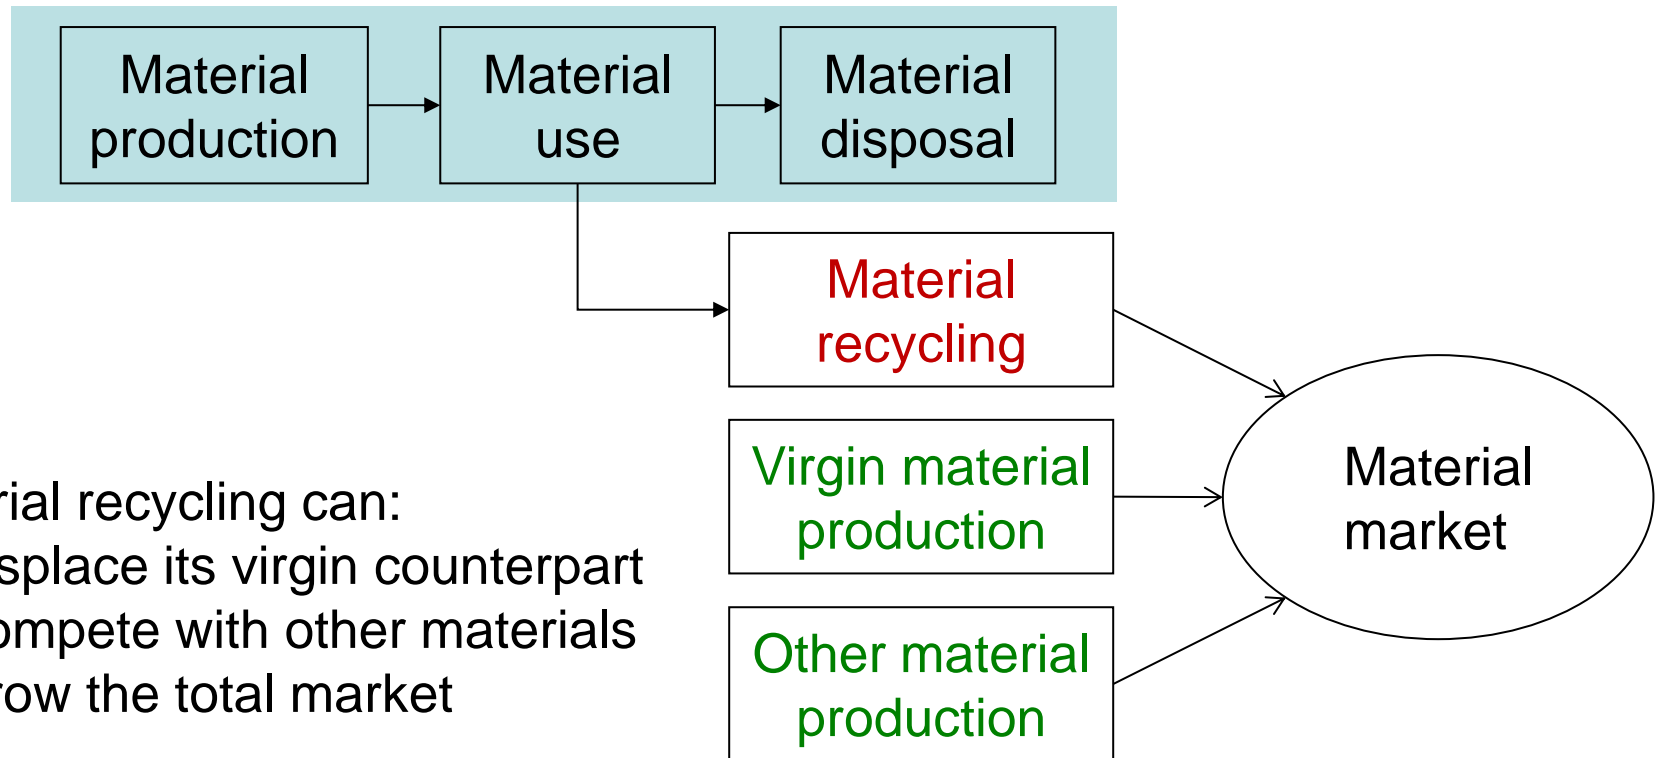 Material
production
Material
use
Material
disposal
Material
recycling
Virgin material
production
Material
market
rial recycling can:
splace its virgin counterpart
ompete with other materials
row the total market
Other material
production